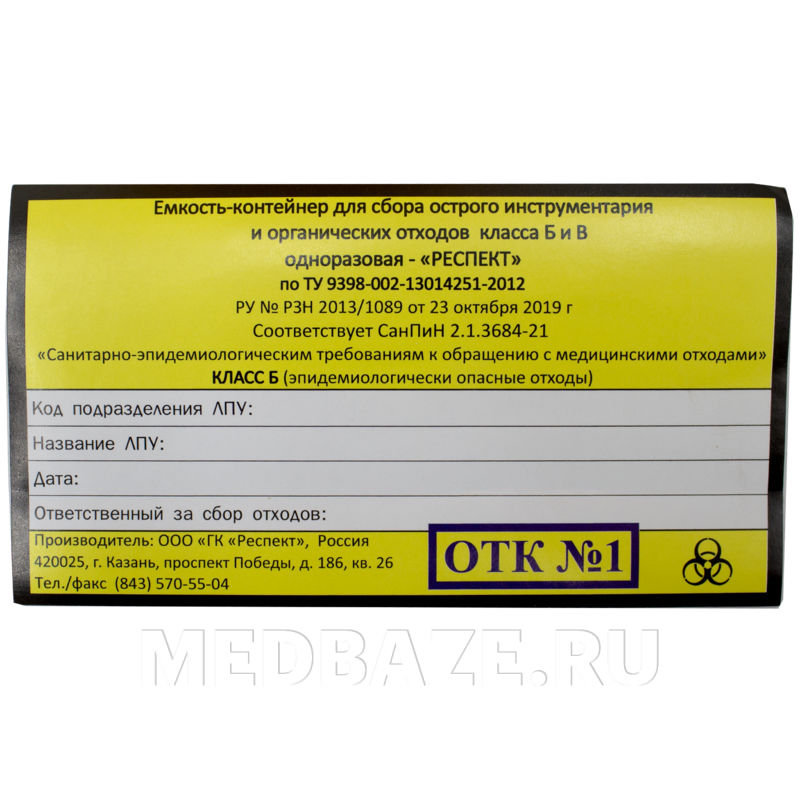 Емкость-контейнер для сбора острого инструментария
и органических отходов класса Б и В
одноразовая - «РЕСПЕКТ»
по ТУ 9398-002-13014251-2012
РУ № РЗН 2013/1089 от 23 октября 2019 г
Соответствует СанПиН 2.1.3684-21
«Санитарно-эпидемиологическим требованиям к обращению с медицинскими отходами»
КЛАСС Б (эпидемиологически опасные отходы)
Код подразделения ЛПУ:
Название ЛПУ:
Дата:
Ответственный за сбор отходов:
Производитель: ООО «ГК «Респект», Россия
420025, г. Казань, проспект Победы, д. 186, кв. 26
Тел./факс (843) 570-55-04
ОТК №1
MEDBAZE.RU